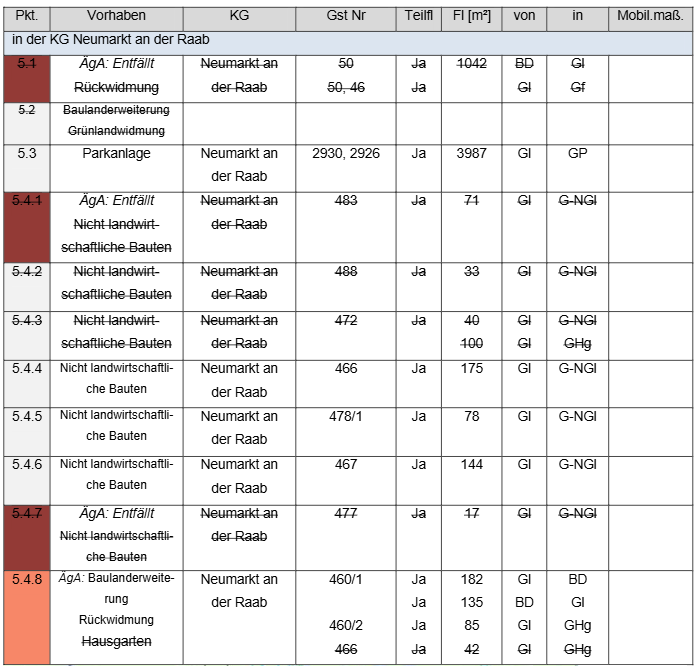 Pkt. Vorhaben KG Gst Nr Teilfl Fl [m²] von in Mobil.maß.
in der KG Neumarkt an der Raab
5.1 ÄgA: Entfällt Neumarkt an 50 Ja 1042 BD Gl
Rückwidmung der Raab 50, 46 Ja Gl Gf
5.2 Baulanderweiterung
Grünlandwidmung
5.3 Parkanlage Neumarkt an 2930, 2926 Ja 3987 Gl GP
der Raab
5.4.1 ÄgA: Entfällt Neumarkt an 483 Ja 71 Gl G-NGl
Nicht landwirt- der Raab
schaftliche Bauten
5.4.2 Nicht landwirt- Neumarkt an 488 Ja 33 Gl G-NGl
schaftliche Bauten der Raab
5.4.3 Nicht landwirt- Neumarkt an 472 Ja 40 Gl G-NGl
schaftliche Bauten der Raab 100 Gl GHg
5.4.4 Nicht landwirtschaftli- Neumarkt an 466 Ja 175 Gl G-NGl
che Bauten der Raab
5.4.5 Nicht landwirtschaftli- Neumarkt an 478/1 Ja 78 Gl G-NGl
che Bauten der Raab
5.4.6 Nicht landwirtschaftli- Neumarkt an 467 Ja 144 Gl G-NGl
che Bauten der Raab
5.4.7 ÄgA: Entfällt Neumarkt an 477 Ja 17 Gl G-NGl
Nicht landwirtschaftli- der Raab
che Bauten
5.4.8 ÄgA: Baulanderweite- Neumarkt an 460/1 Ja 182 Gl BD
rung der Raab Ja 135 BD Gl
Rückwidmung 460/2 Ja 85 Gl GHg
Hausgarten 466 Ja 42 Gl GHg